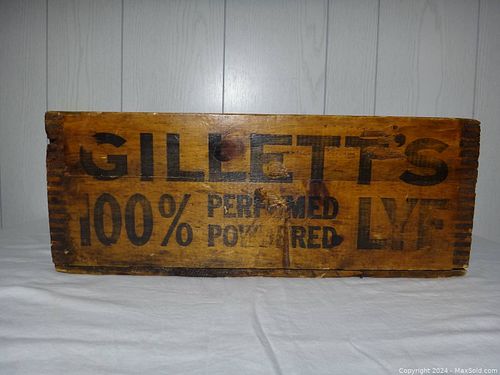 GILLETT'S
100% PERFUMED POWDERED LYE
Copyright 2024 - MaxSold.com